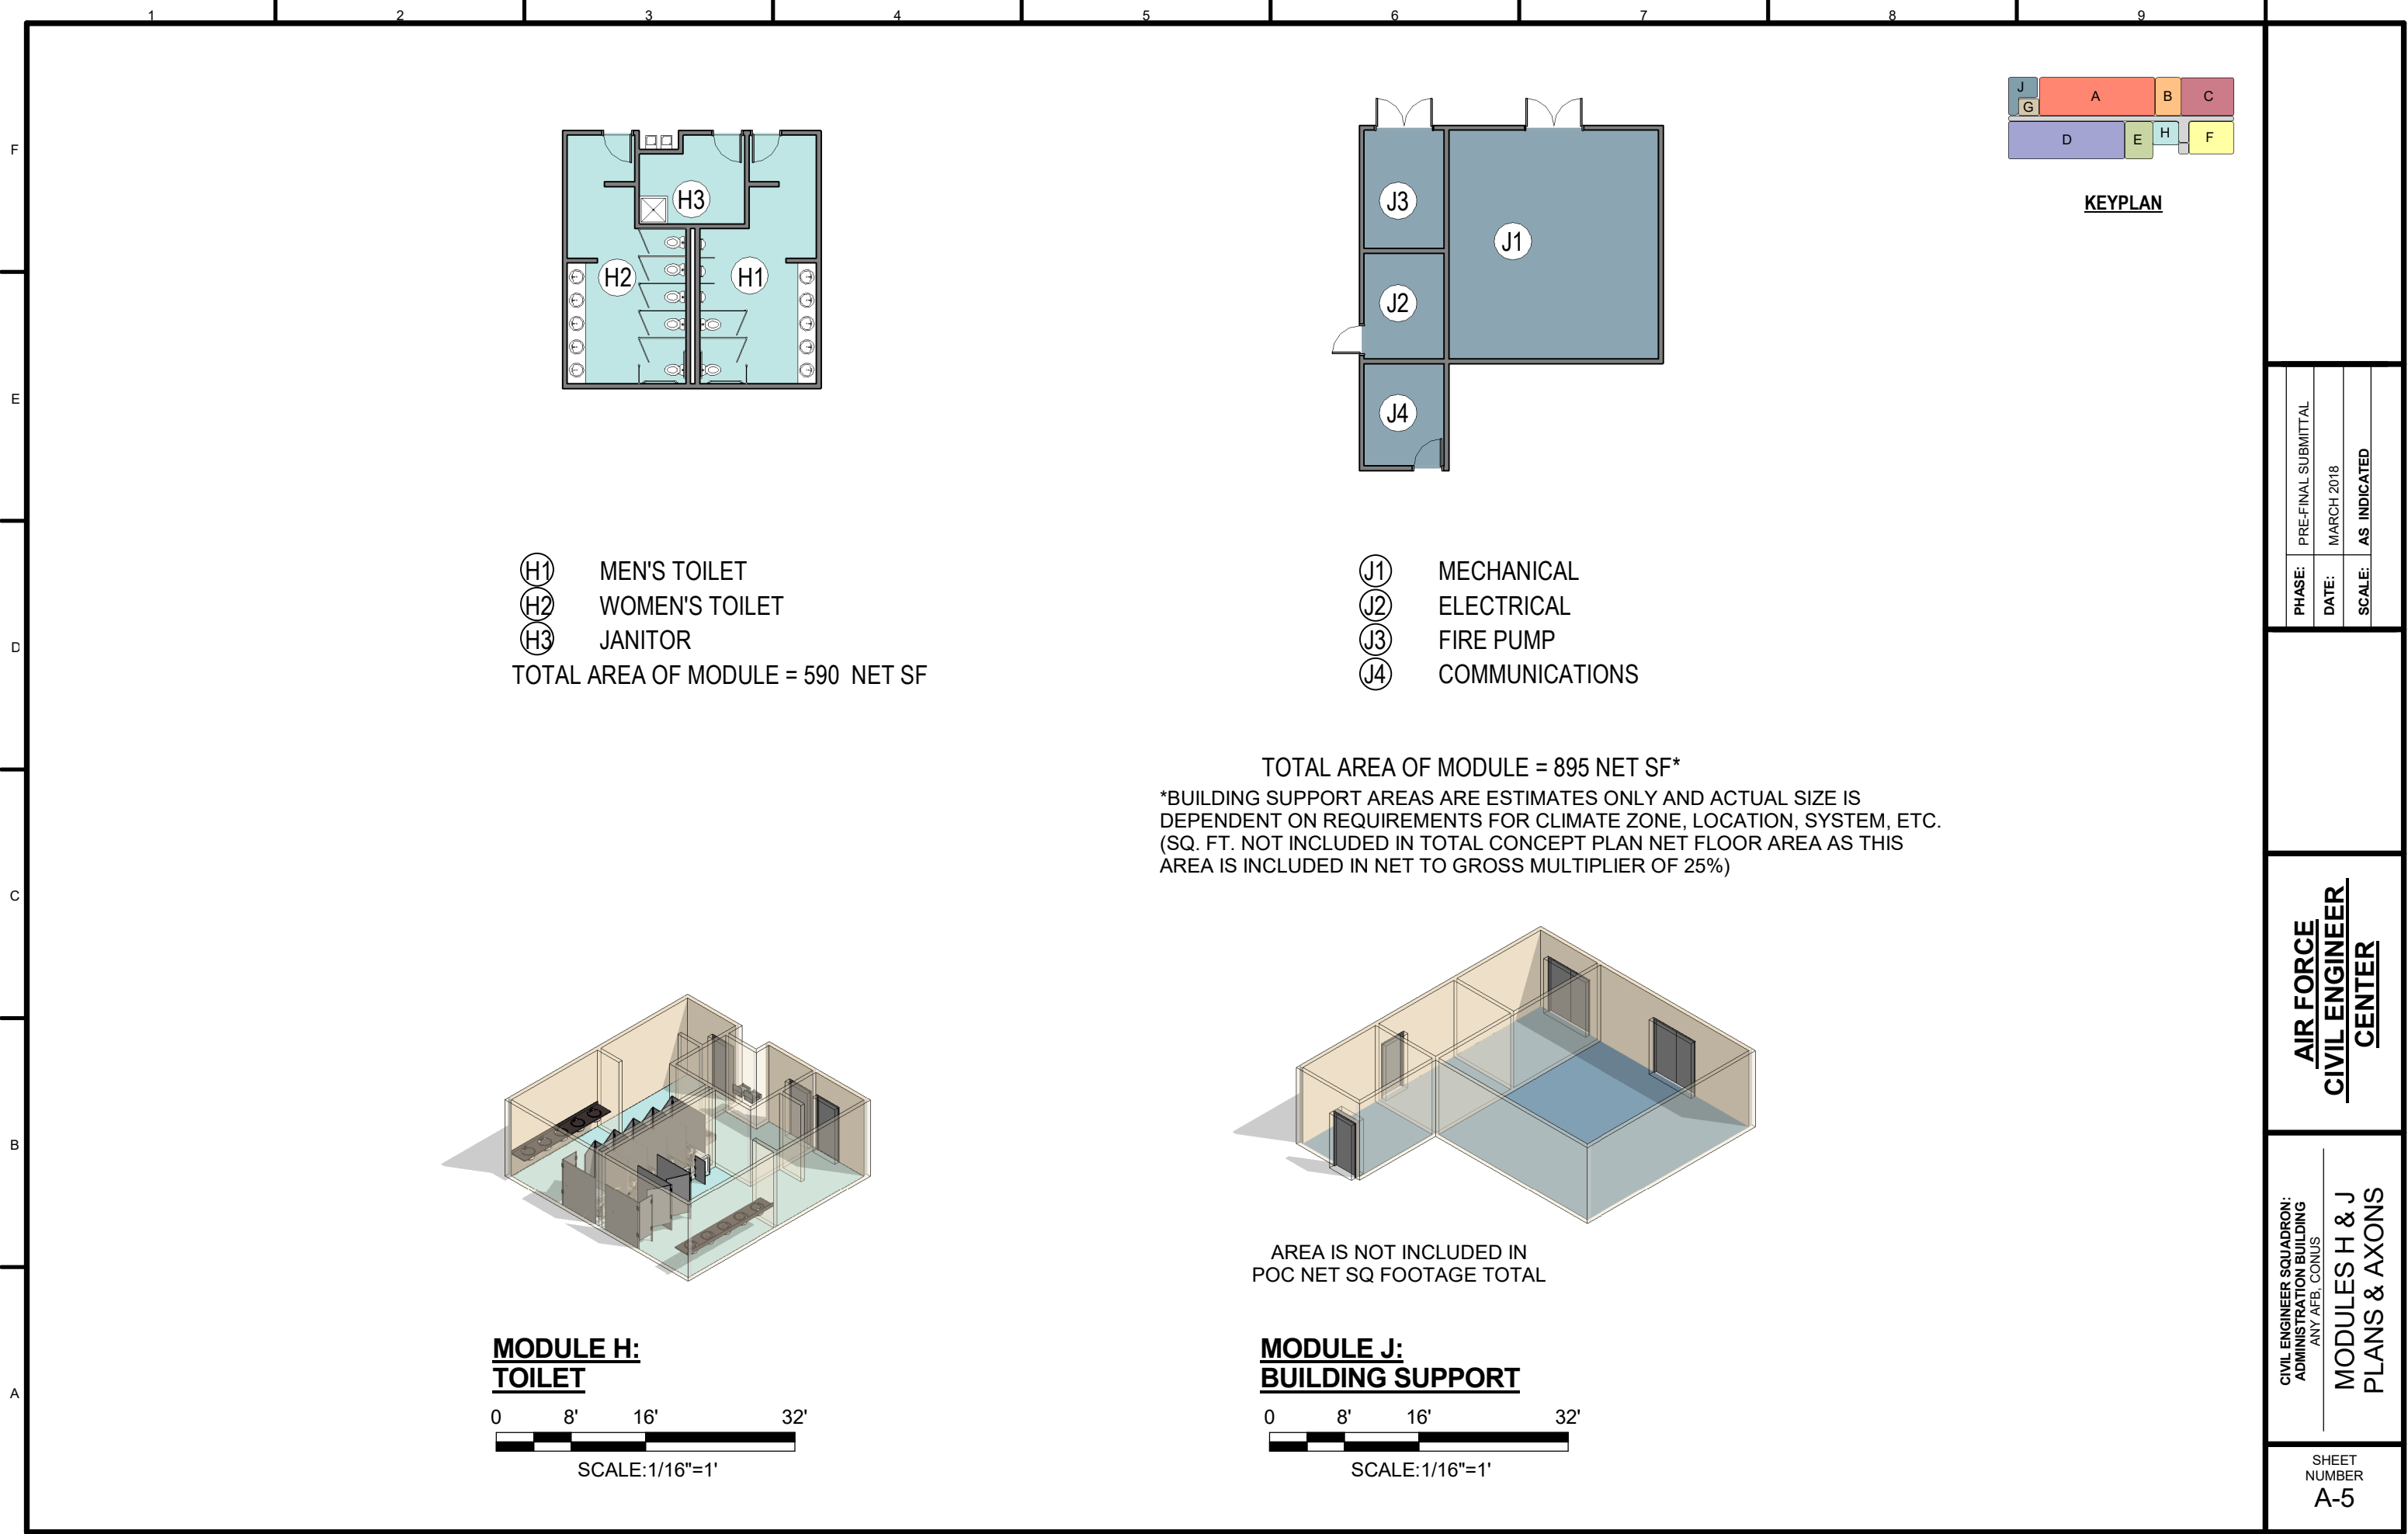 1 2 3 4 5 6 7 8 9
F
E
D
C
B
A
H3
H2
H1
J3
J1
J2
J4
J
G
A
B
C
D
E
H
F
KEYPLAN
H1 MEN'S TOILET
H2 WOMEN'S TOILET
H3 JANITOR
TOTAL AREA OF MODULE = 590 NET SF
J1 MECHANICAL
J2 ELECTRICAL
J3 FIRE PUMP
J4 COMMUNICATIONS
TOTAL AREA OF MODULE = 895 NET SF*
*BUILDING SUPPORT AREAS ARE ESTIMATES ONLY AND ACTUAL SIZE IS
DEPENDENT ON REQUIREMENTS FOR CLIMATE ZONE, LOCATION, SYSTEM, ETC.
(SQ. FT. NOT INCLUDED IN TOTAL CONCEPT PLAN NET FLOOR AREA AS THIS
AREA IS INCLUDED IN NET TO GROSS MULTIPLIER OF 25%)
AREA IS NOT INCLUDED IN
POC NET SQ FOOTAGE TOTAL
MODULE H:
TOILET
0 8' 16' 32'
SCALE:1/16"=1'
MODULE J:
BUILDING SUPPORT
0 8' 16' 32'
SCALE:1/16"=1'
PHASE: PRE-FINAL SUBMITTAL
DATE: MARCH 2018
SCALE: AS INDICATED
AIR FORCE
CIVIL ENGINEER
CENTER
CIVIL ENGINEER SQUADRON:
ADMINISTRATION BUILDING
ANY AFB, CONUS
MODULES H & J
PLANS & AXONS
SHEET
NUMBER
A-5